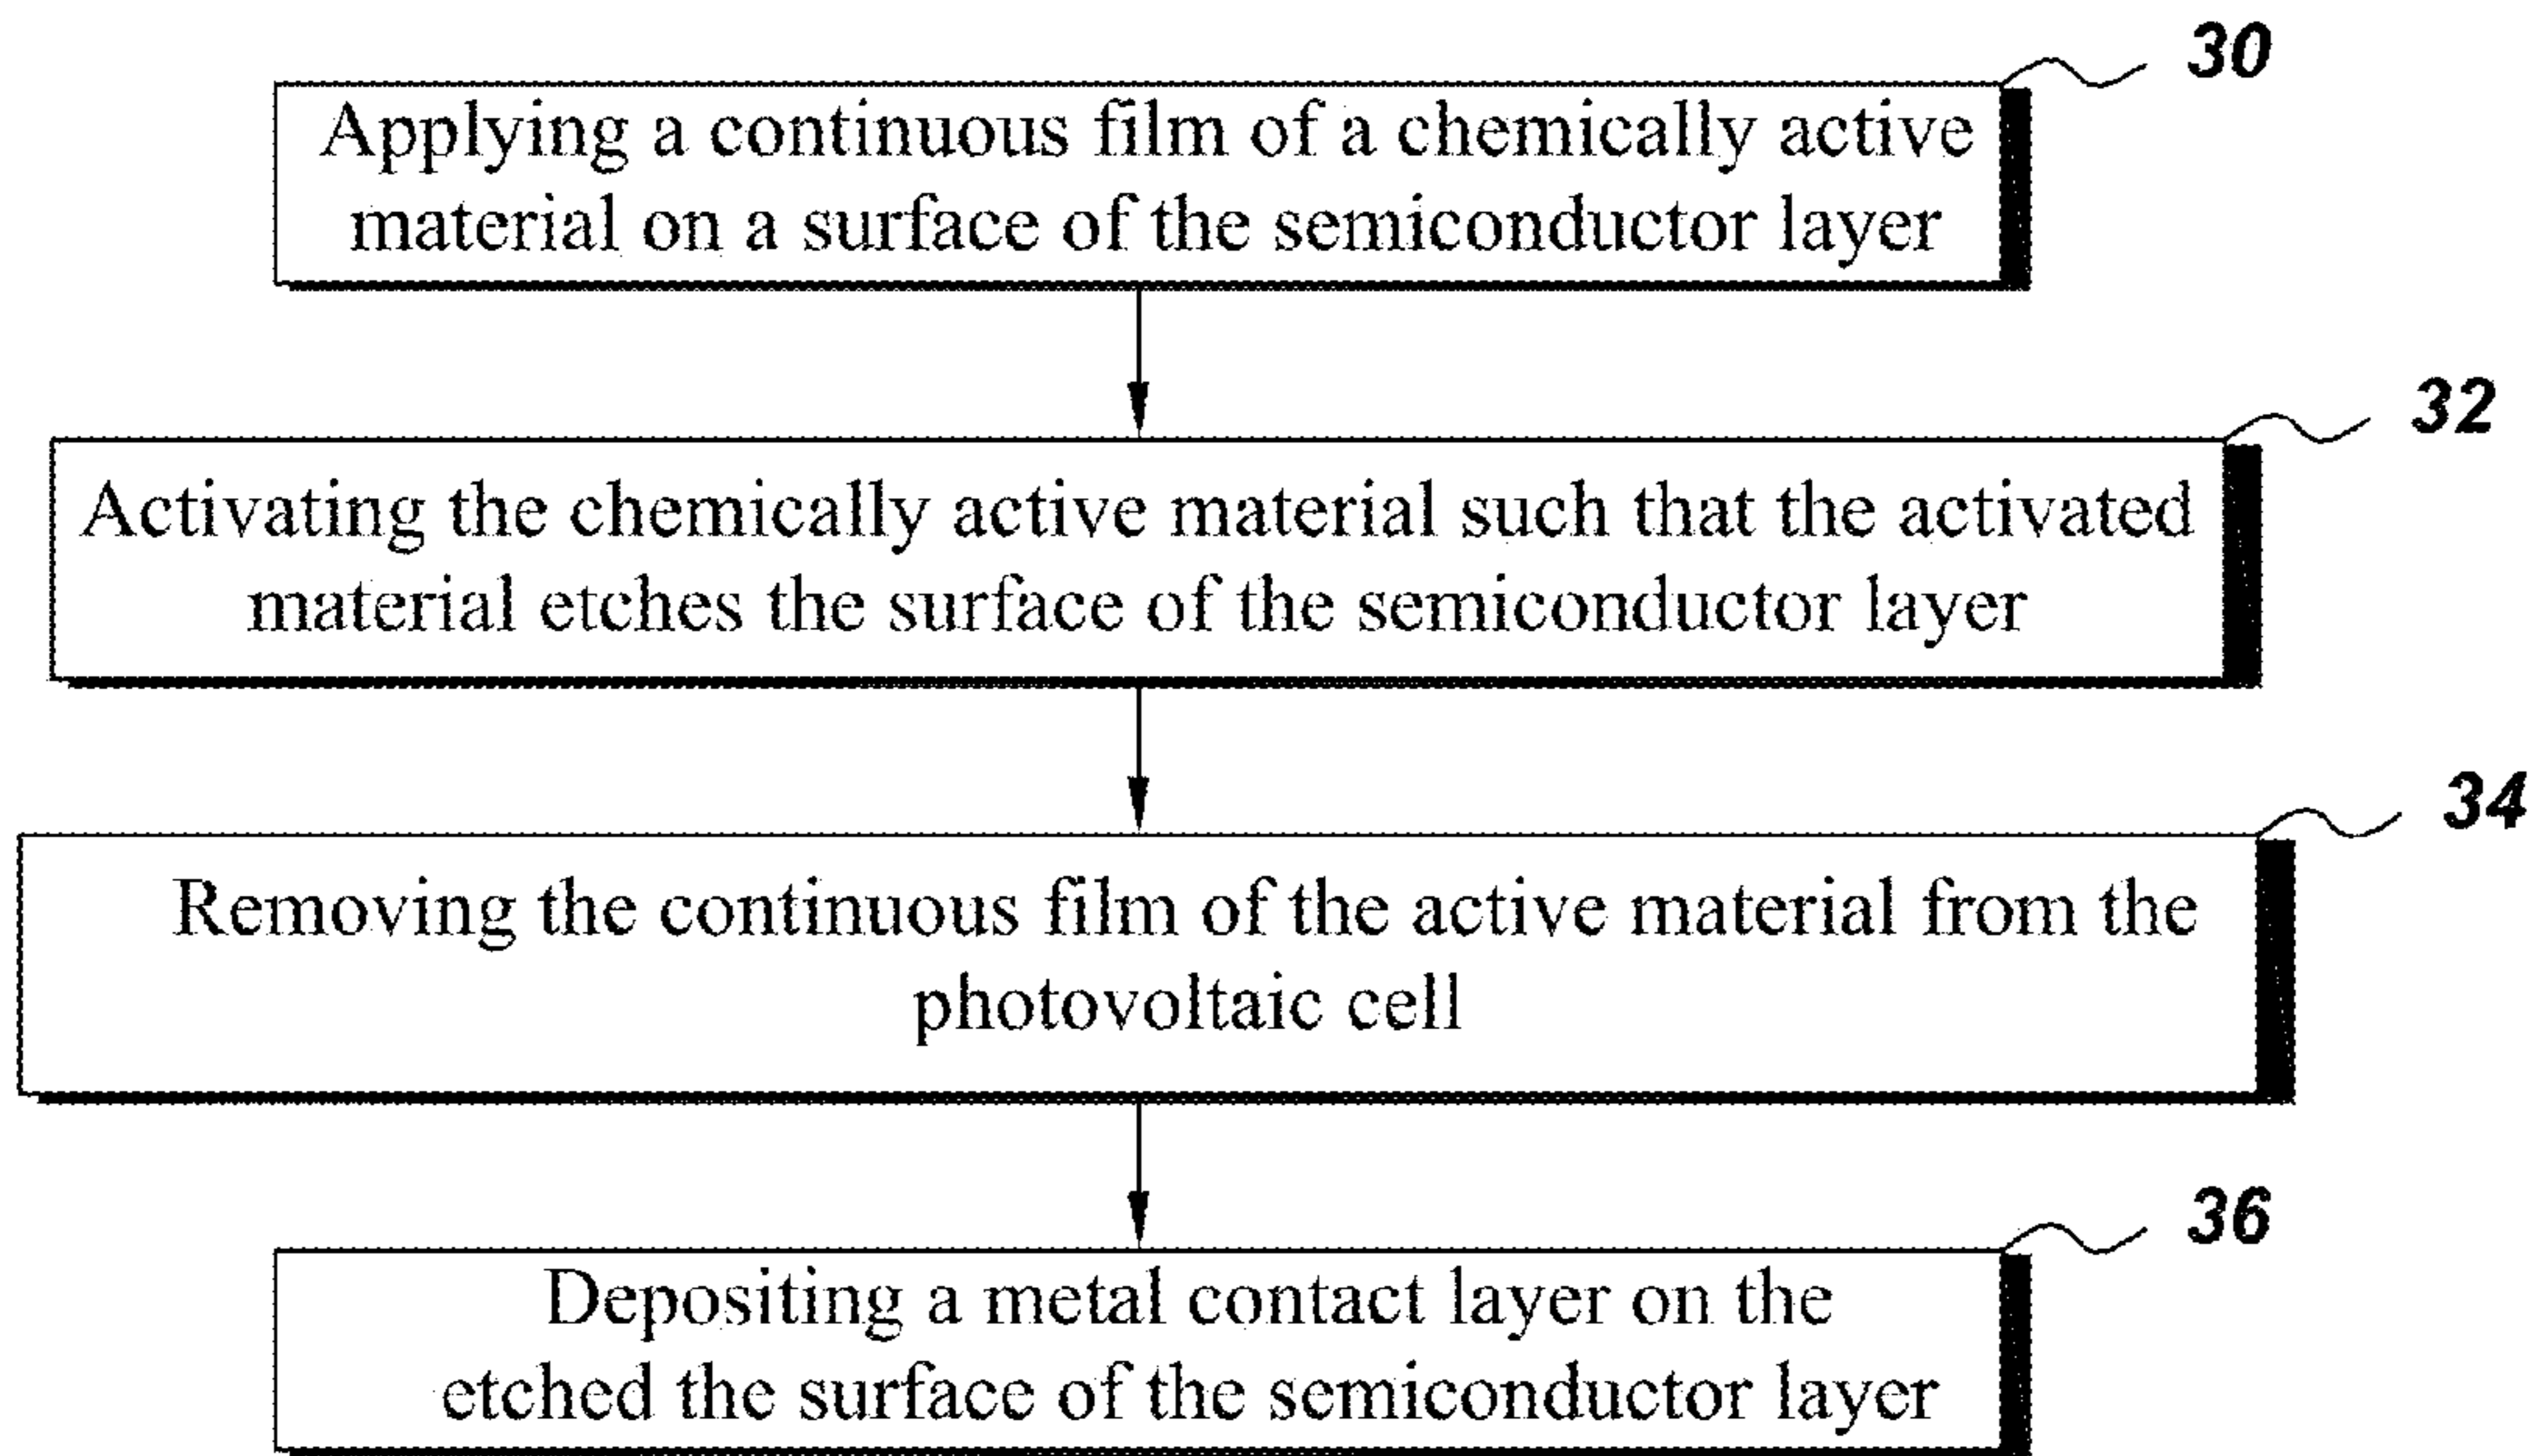 30
Applying a continuous film of a chemically active
material on a surface of the semiconductor layer
32
Activating the chemically active material such that the activated
material etches the surface of the semiconductor layer
34
Removing the continuous film of the active material from the
photovoltaic cell
36
Depositing a metal contact layer on the
etched the surface of the semiconductor layer